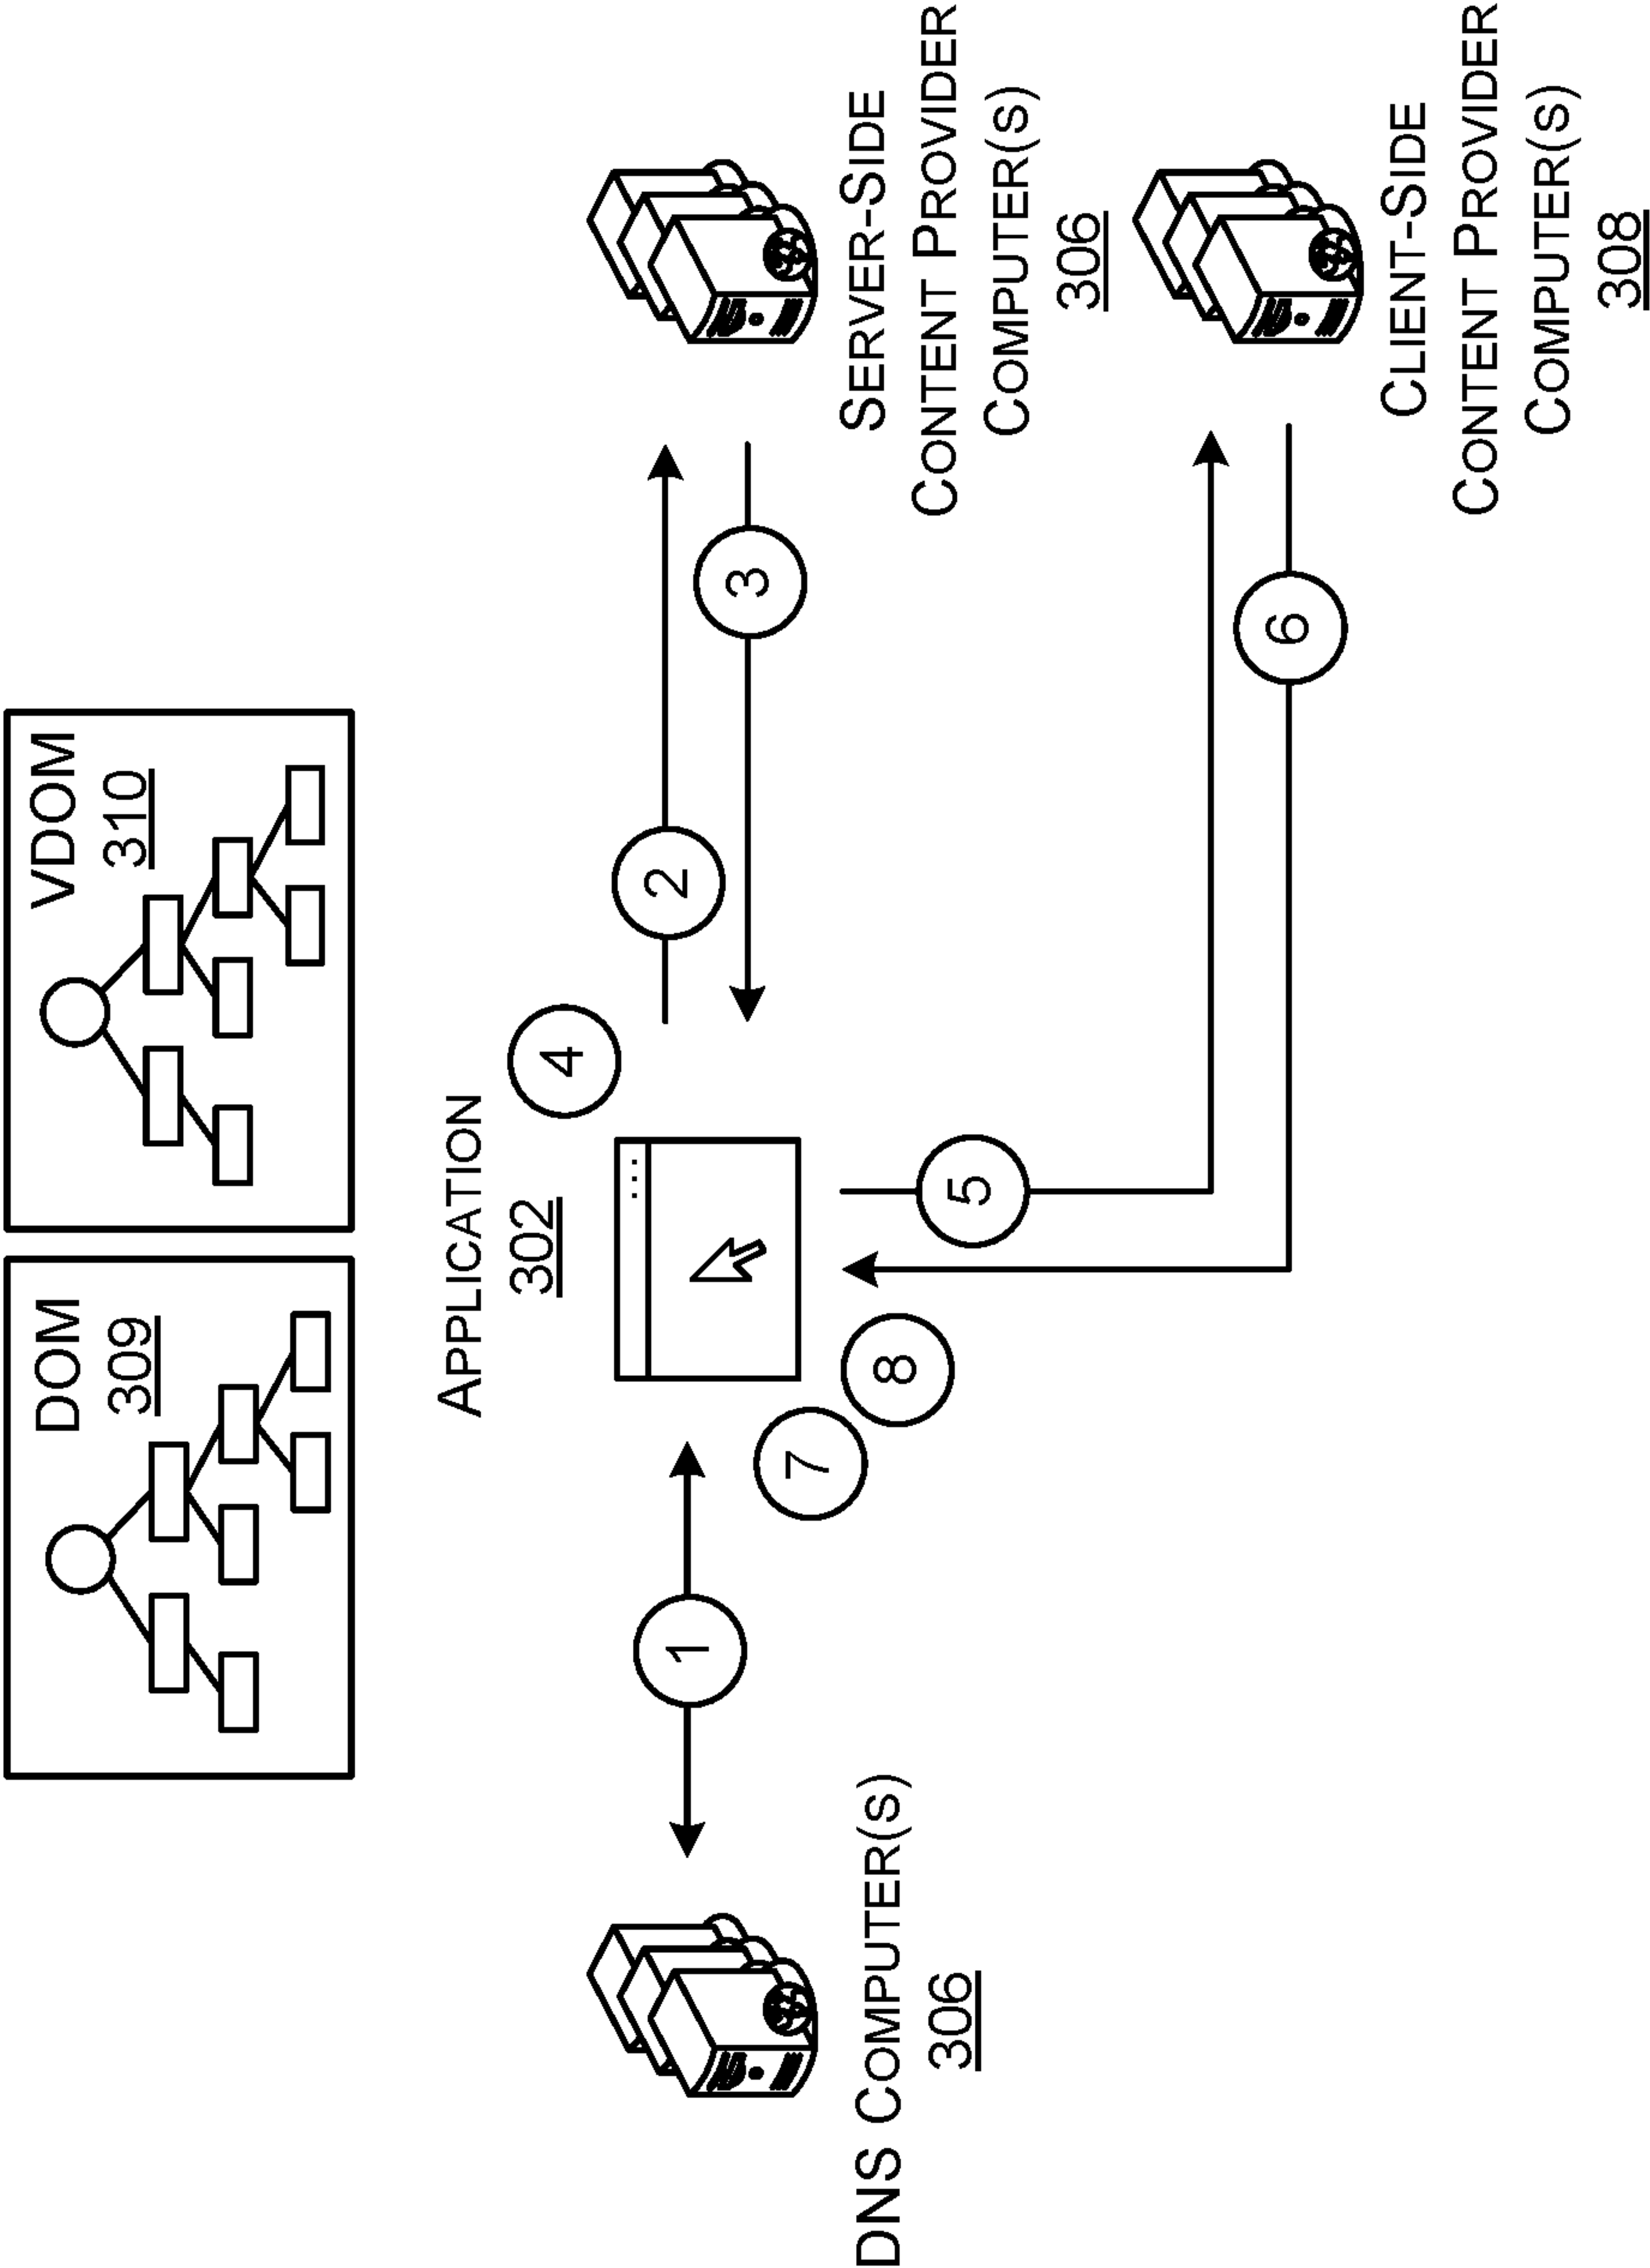 DOM
309
VDOM
310
APPLICATION
302
4
2
3
1
7
8
5
6
DNS COMPUTER(S)
306
SERVER-SIDE
CONTENT PROVIDER
COMPUTER(S)
306
CLIENT-SIDE
CONTENT PROVIDER
COMPUTER(S)
308